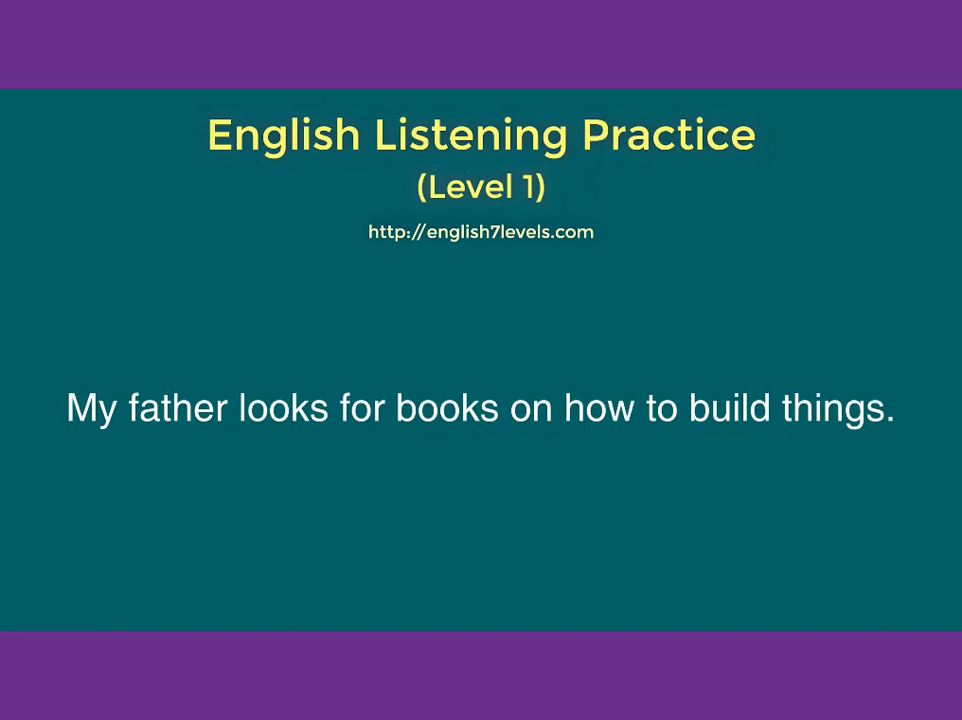 English Listening Practice
(Level 1)
http://english7levels.com
My father looks for books on how to build things.